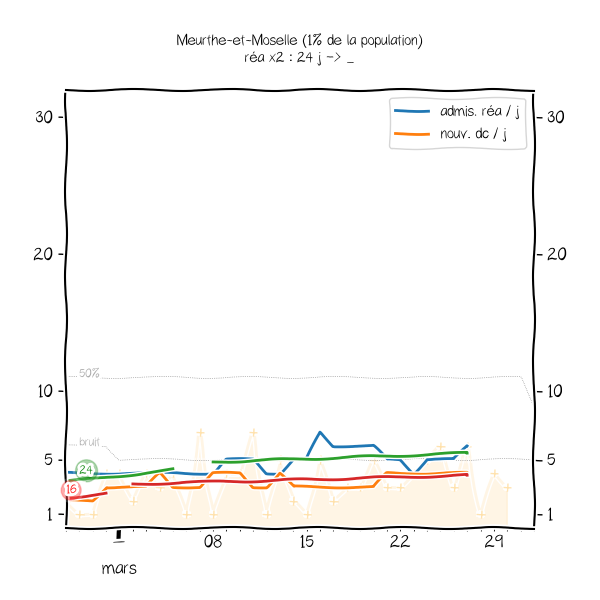 Meurthe-et-Moselle (1% de la population)
réa x2 : 24 j -> _
admis. réa / j
nouv. dc / j
30 30
20 20
50%
10 10
bruit
24
5 5
16
1 1
1 08 15 22 29
mars